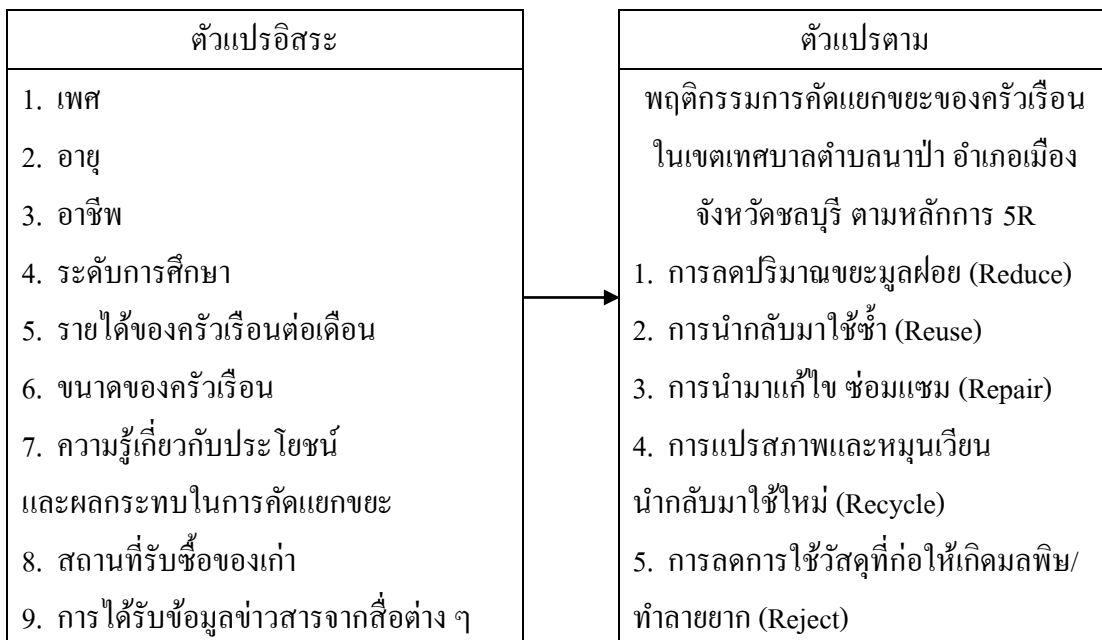 ตัวแปรอิสระ
1. เพศ
2. อายุ
3. อาชีพ
4. ระดับการศึกษา
5. รายได้ของครัวเรือนต่อเดือน
6. ขนาดของครัวเรือน
7. ความรู้เกี่ยวกับประโยชน์
และผลกระทบในการคัดแยกขยะ
8. สถานที่รับซื้อของเก่า
9. การได้รับข้อมูลข่าวสารจากสื่อต่าง ๆ
ตัวแปรตาม
พฤติกรรมการคัดแยกขยะของครัวเรือน
ในเขตเทศบาลตำบลนาป่า อำเภอเมือง
จังหวัดชลบุรี ตามหลักการ 5R
1. การลดปริมาณขยะมูลฝอย (Reduce)
2. การนำกลับมาใช้ซ้ำ (Reuse)
3. การนำมาแก้ไข ซ่อมแซม (Repair)
4. การแปรสภาพและหมุนเวียน
นำกลับมาใช้ใหม่ (Recycle)
5. การลดการใช้วัสดุที่ก่อให้เกิดมลพิษ/
ทำลายยาก (Reject)